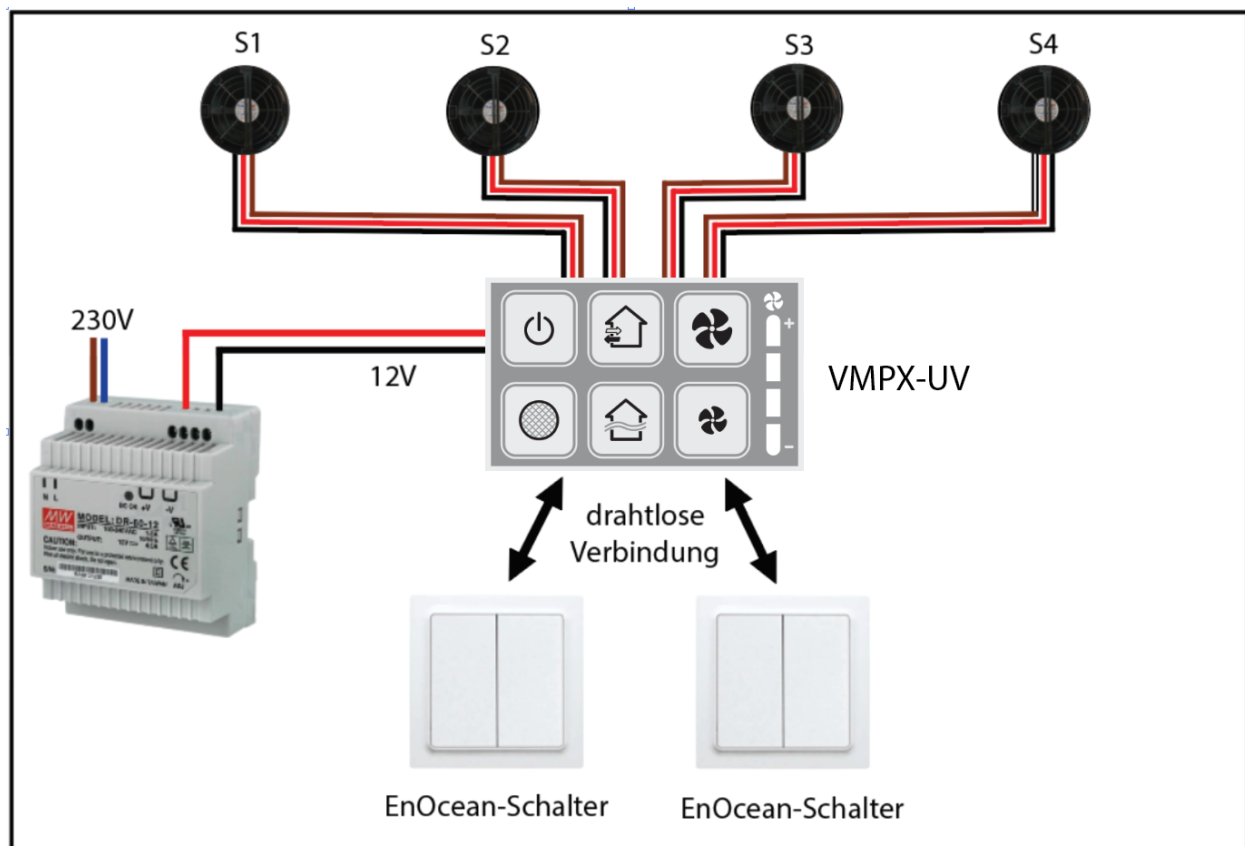 S1
S2
S3
S4
230V
12V
+
VMPX-UV
−
N L
+V
-V
MW
MODEL: DR-60-12
CAUTION:
drahtlose
Verbindung
EnOcean-Schalter
EnOcean-Schalter